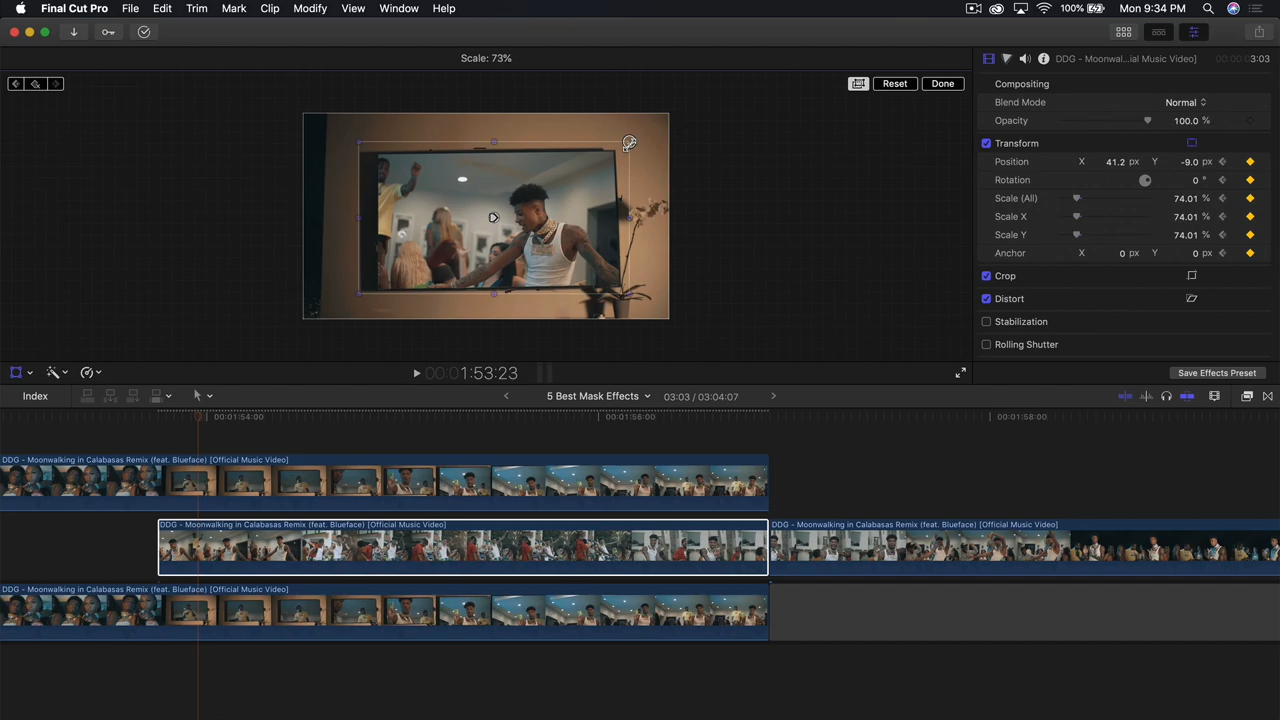 Final Cut Pro File Edit Trim Mark Clip Modify View Window Help 100% Mon 9:34 PM
Scale: 73%
DDG - Moonwal...ial Music Video] 00:00:03:03
Reset Done
Compositing
Blend Mode Normal
Opacity 100.0 %
Transform
Position X 41.2 px Y -9.0 px
Rotation 0 °
Scale (All) 74.01 %
Scale X 74.01 %
Scale Y 74.01 %
Anchor X 0 px Y 0 px
Crop
Distort
Stabilization
Rolling Shutter
00:01:53:23
Save Effects Preset
Index 5 Best Mask Effects 03:03 / 03:04:07
00:01:54:00 00:01:56:00 00:01:58:00
DDG - Moonwalking in Calabasas Remix (feat. Blueface) [Official Music Video]
DDG - Moonwalking in Calabasas Remix (feat. Blueface) [Official Music Video]
DDG - Moonwalking in Calabasas Remix (feat. Blueface) [Official Music Video]
DDG - Moonwalking in Calabasas Remix (feat. Blueface) [Official Music Video]